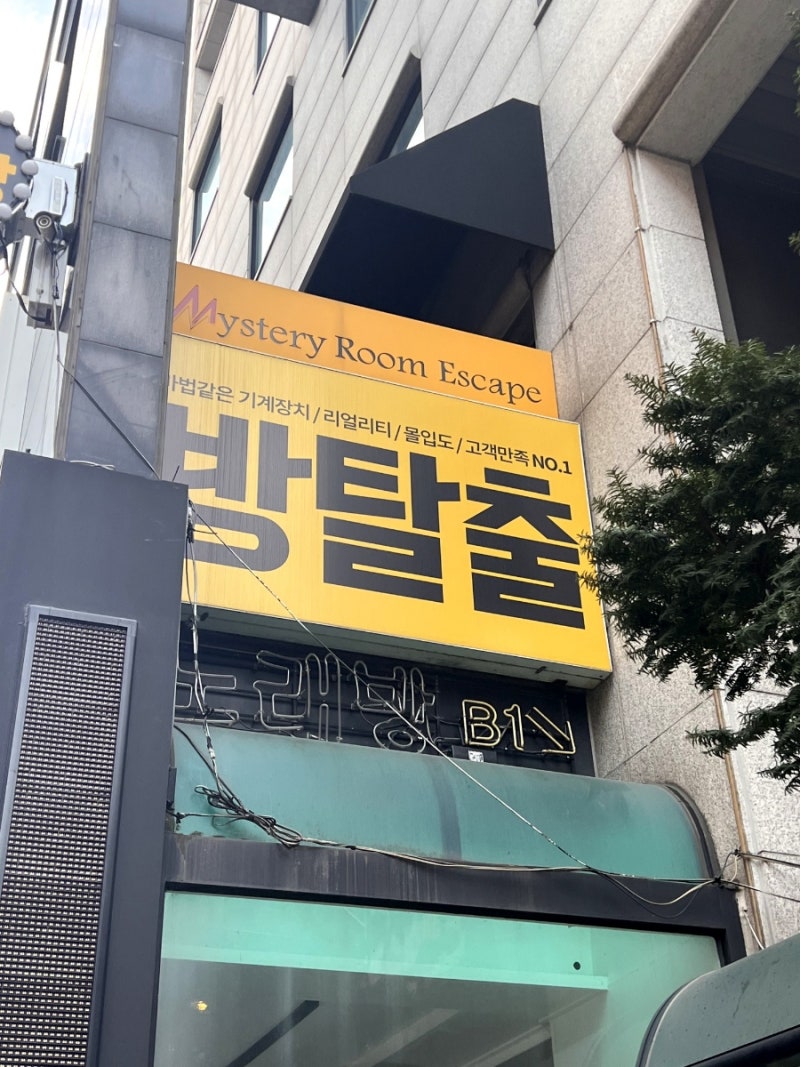 Mystery Room Escape
마법같은 기계장치 / 리얼리티 / 몰입도 / 고객만족 NO.1
방탈출
노래방 B1